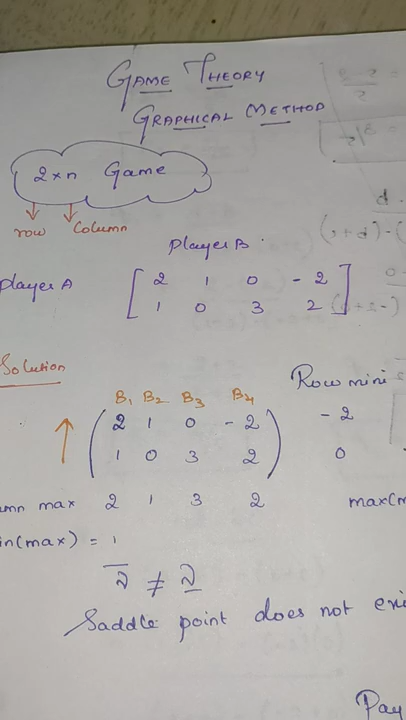 GAME THEORY
GRAPHICAL METHOD
2×n Game
row Column
Player B
Player A
2 1 0 -2
1 0 3 2
Solution
Row mini
B1 B2 B3 B4
2 1 0 -2 -2
1 0 3 2 0
max 2 1 3 2 max(
(max) = 1
≠
Saddle point does not